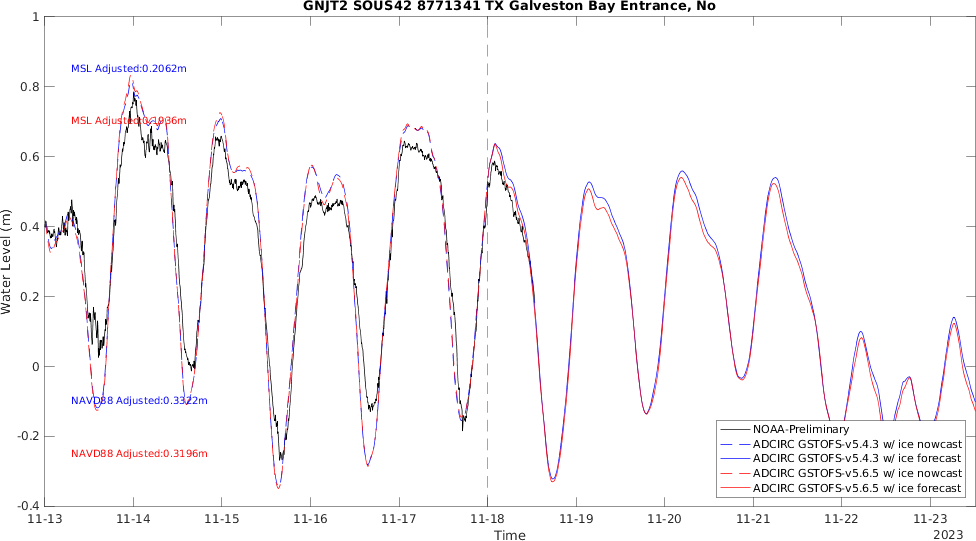 GNJT2 SOUS42 8771341 TX Galveston Bay Entrance, No
Water Level (m)
1
0.8
0.6
0.4
0.2
0
-0.2
-0.4
MSL Adjusted:0.2062m
MSL Adjusted:0.1936m
NAVD88 Adjusted:0.3322m
NAVD88 Adjusted:0.3196m
NOAA-Preliminary
ADCIRC GSTOFS-v5.4.3 w/ ice nowcast
ADCIRC GSTOFS-v5.4.3 w/ ice forecast
ADCIRC GSTOFS-v5.6.5 w/ ice nowcast
ADCIRC GSTOFS-v5.6.5 w/ ice forecast
11-13 11-14 11-15 11-16 11-17 11-18 11-19 11-20 11-21 11-22 11-23
Time
2023